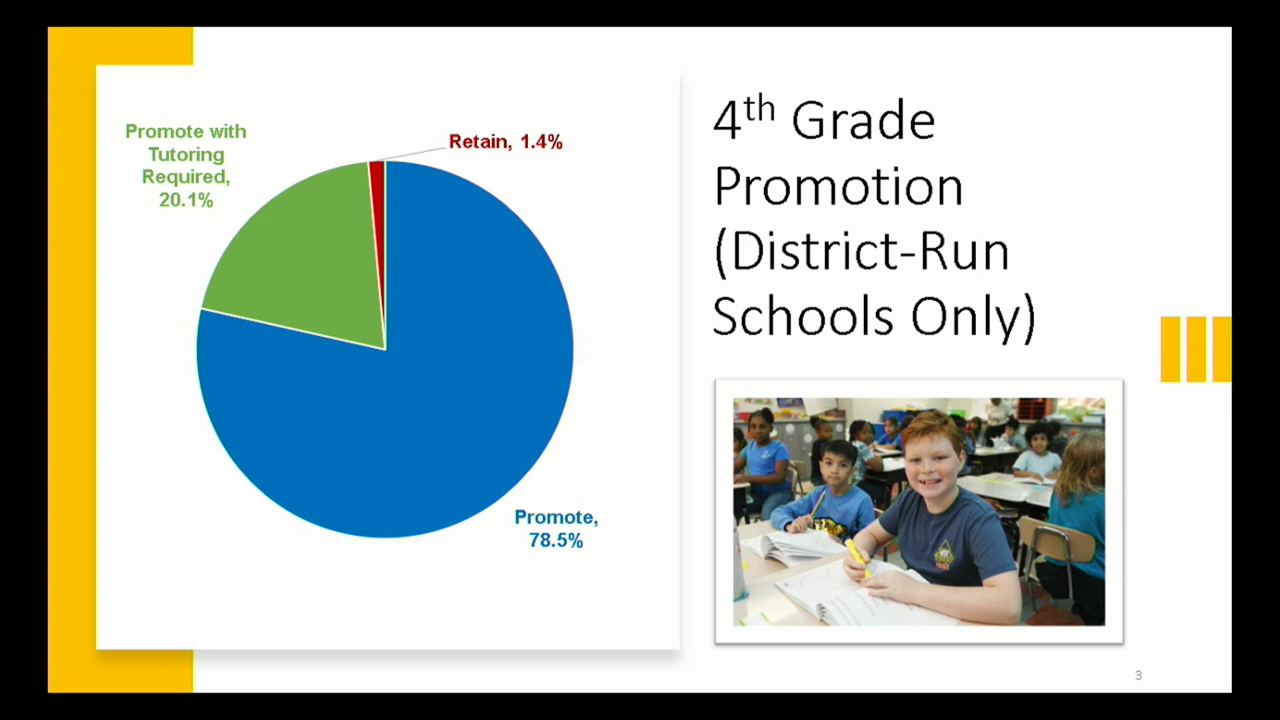 4th Grade
Promotion
(District-Run
Schools Only)
Promote with
Tutoring
Required,
20.1%
Retain, 1.4%
Promote,
78.5%
3